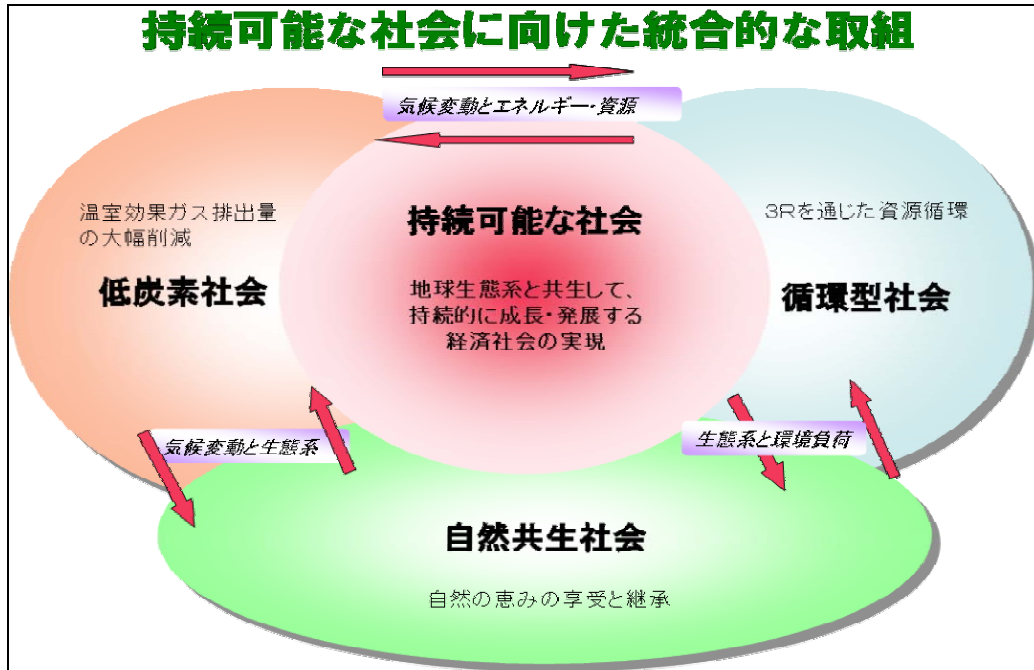 持続可能な社会に向けた統合的な取組
気候変動とエネルギー・資源
温室効果ガス排出量
の大幅削減
低炭素社会
持続可能な社会
地球生態系と共生して、
持続的に成長・発展する
経済社会の実現
3Rを通じた資源循環
循環型社会
気候変動と生態系
生態系と環境負荷
自然共生社会
自然の恵みの享受と継承